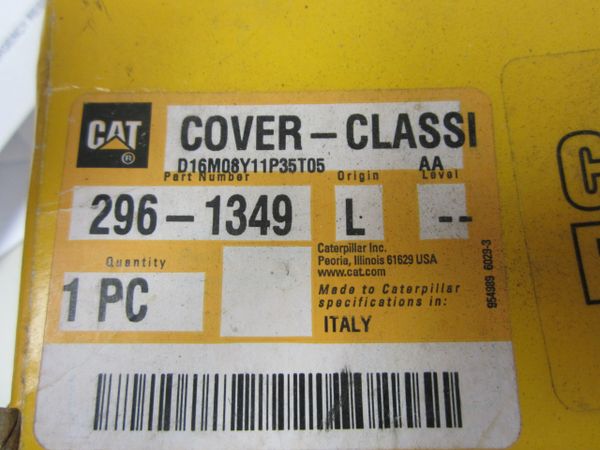 CAT®
COVER-CLASSI
D16M08Y11P35T05 AA
Part Number Origin Level
296-1349 L --
Caterpillar Inc.
Peoria, Illinois 61629 USA
www.cat.com
Quantity
1 PC
Made to Caterpillar
specifications in:
ITALY
954989 6029-3